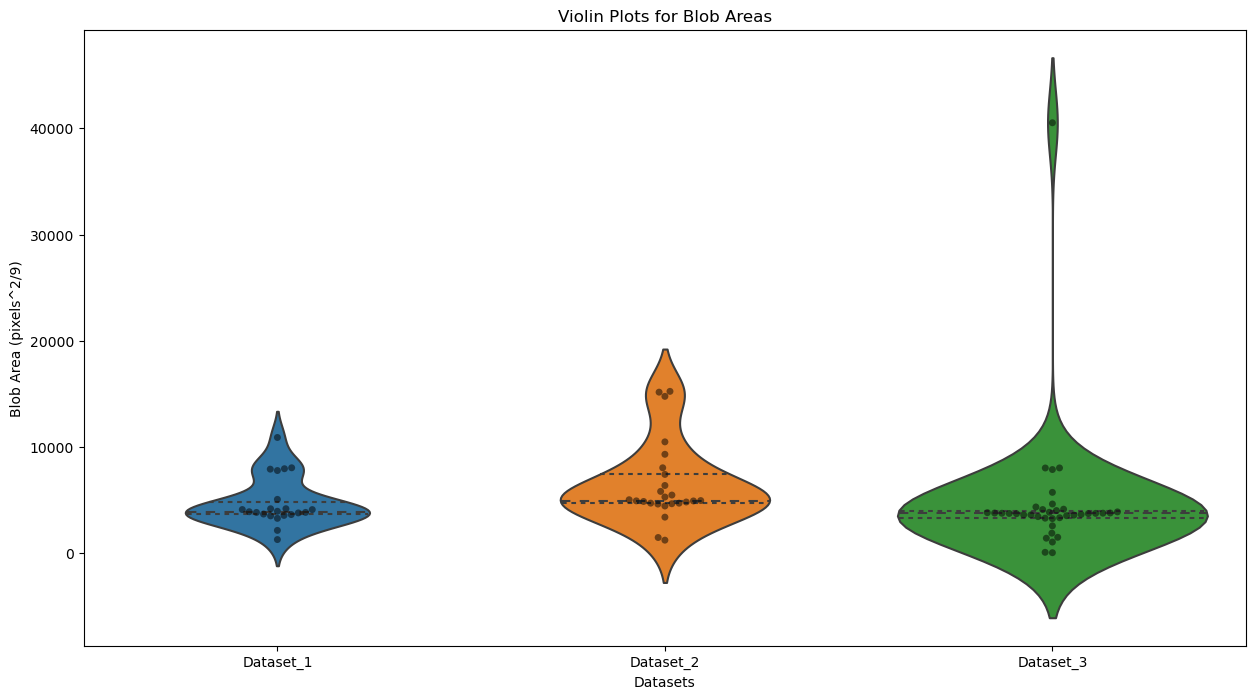 Violin Plots for Blob Areas
Blob Area (pixels^2/9)
40000
30000
20000
10000
0
Dataset_1
Dataset_2
Dataset_3
Datasets